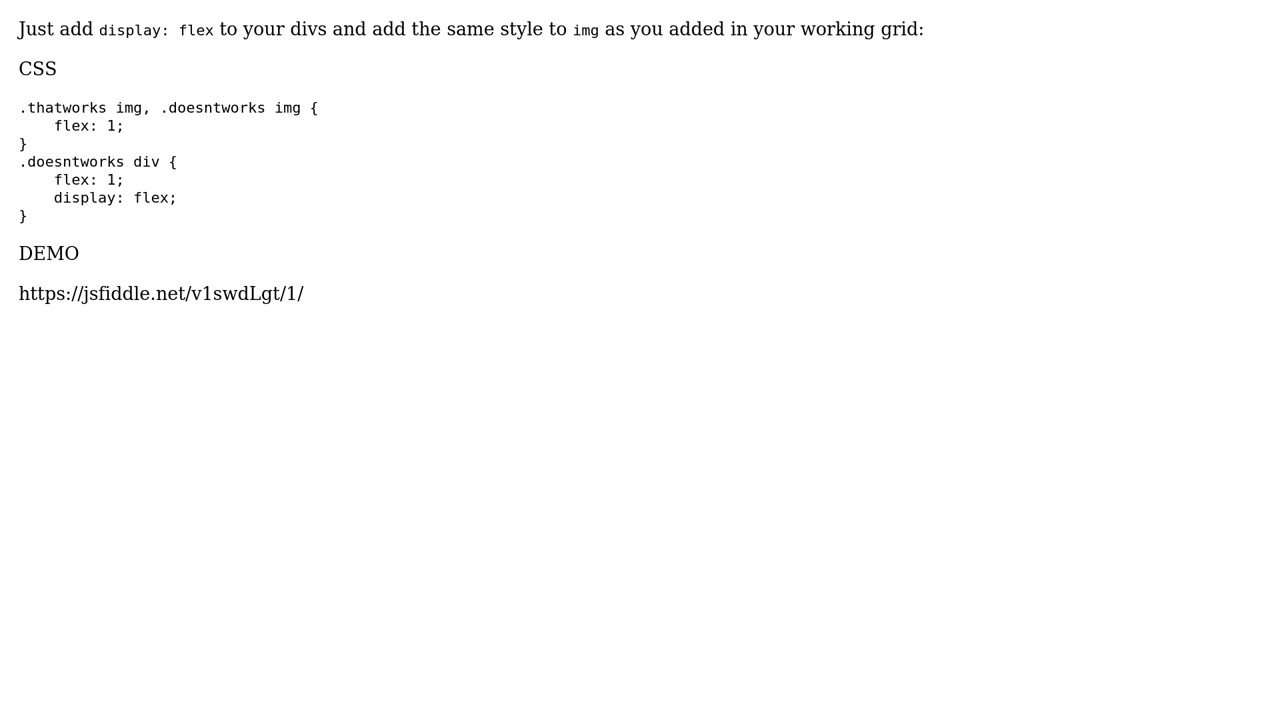 Just add display: flex to your divs and add the same style to img as you added in your working grid:
CSS
.thatworks img, .doesntworks img {
    flex: 1;
}
.doesntworks div {
    flex: 1;
    display: flex;
}
DEMO
https://jsfiddle.net/v1swdLgt/1/